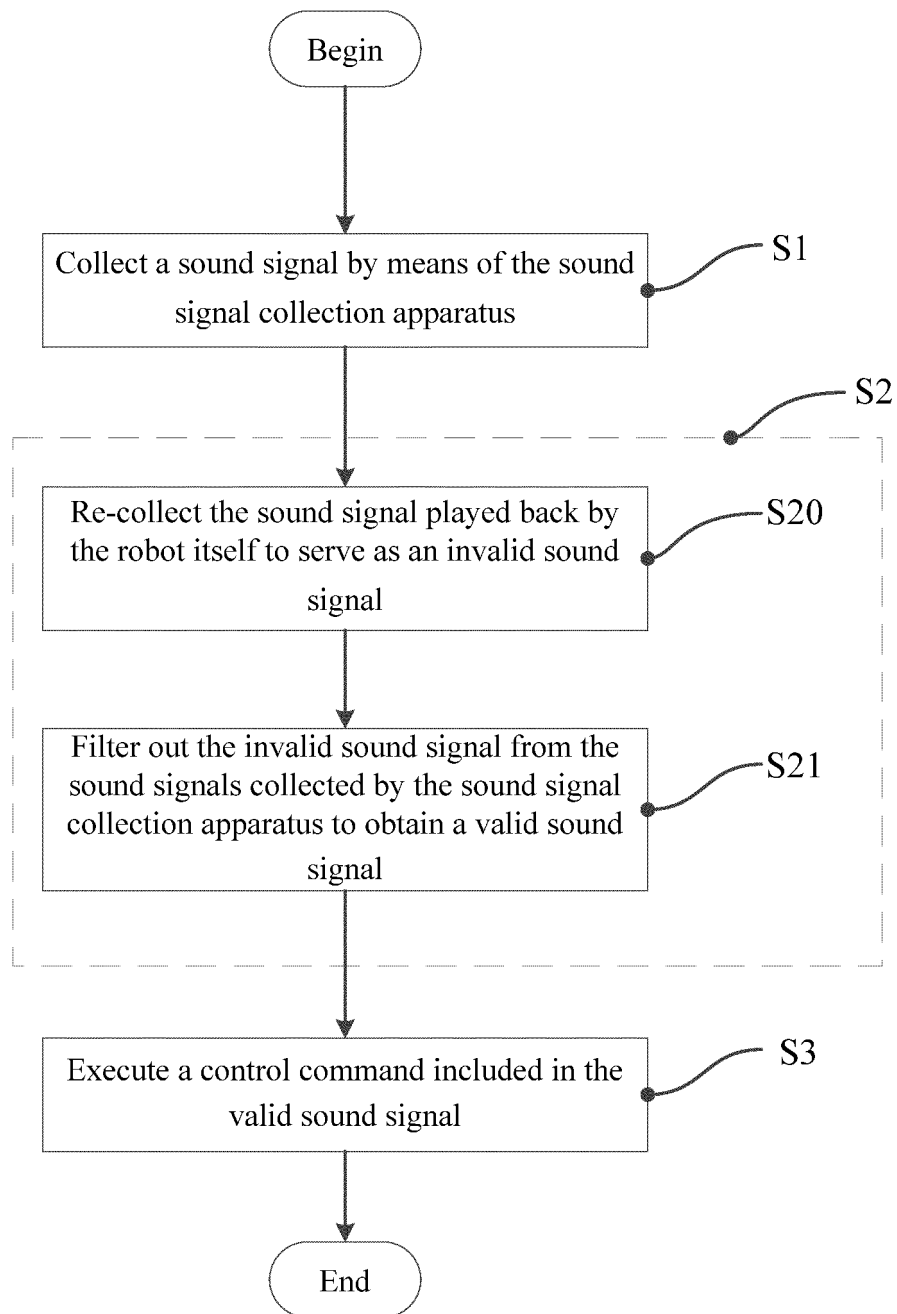 Begin
Collect a sound signal by means of the sound
signal collection apparatus
S1
S2
Re-collect the sound signal played back by
the robot itself to serve as an invalid sound
signal
S20
Filter out the invalid sound signal from the
sound signals collected by the sound signal
collection apparatus to obtain a valid sound
signal
S21
Execute a control command included in the
valid sound signal
S3
End